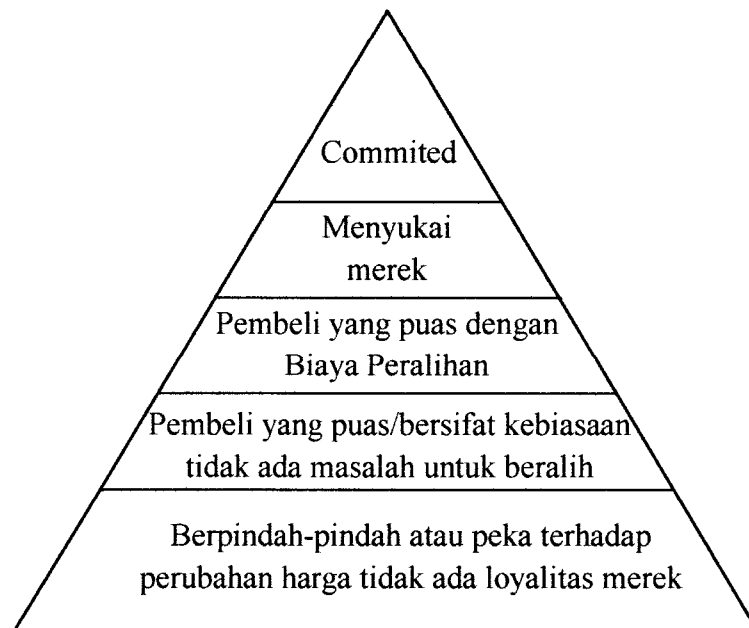 Commited
Menyukai
merek
Pembeli yang puas dengan
Biaya Peralihan
Pembeli yang puas/bersifat kebiasaan
tidak ada masalah untuk beralih
Berpindah-pindah atau peka terhadap
perubahan harga tidak ada loyalitas merek